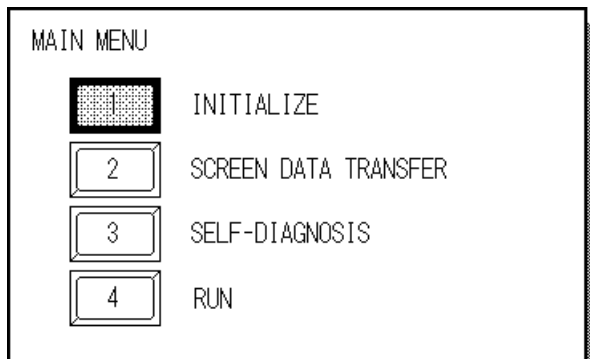 MAIN MENU
1 INITIALIZE
2 SCREEN DATA TRANSFER
3 SELF-DIAGNOSIS
4 RUN